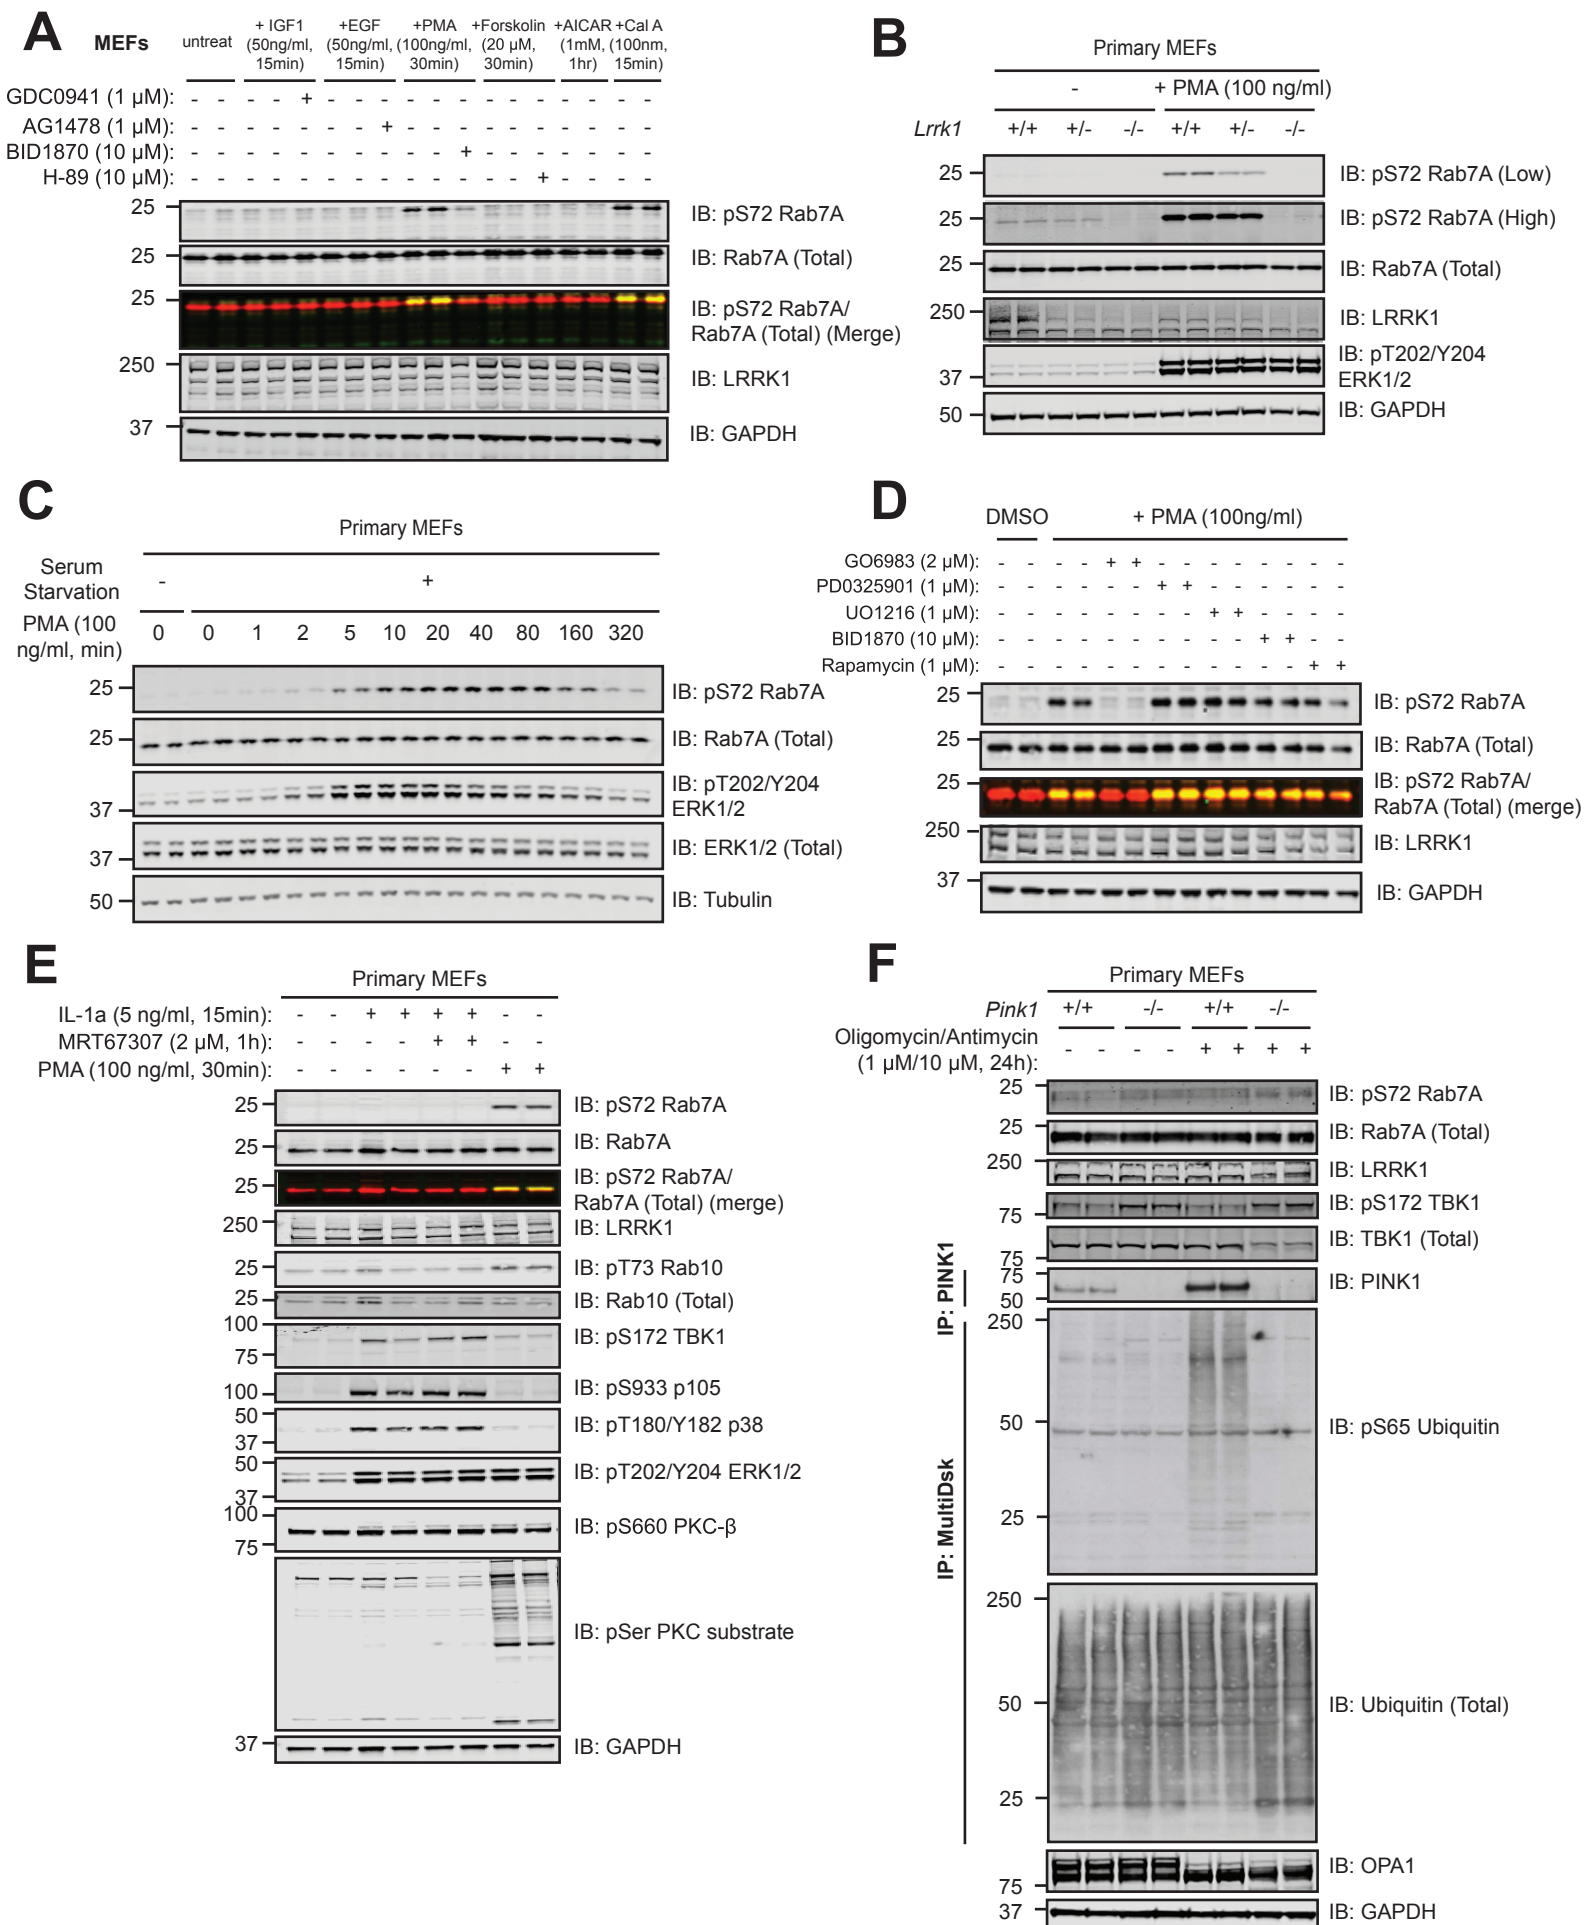 A
MEFs
untreat
+ IGF1 (50ng/ml, 15min)
+EGF (50ng/ml, 15min)
+PMA (100ng/ml, 30min)
+Forskolin (20 µM, 30min)
+AICAR (1mM, 1hr)
+Cal A (100nm, 15min)
GDC0941 (1 µM): - - - - + - - - - - - - - - - - - -
AG1478 (1 µM): - - - - - - - + - - - - - - - - - -
BID1870 (10 µM): - - - - - - - - - - + - - - - - - -
H-89 (10 µM): - - - - - - - - - - - - - + - - - -
25 IB: pS72 Rab7A
25 IB: Rab7A (Total)
25 IB: pS72 Rab7A/
Rab7A (Total) (Merge)
250 IB: LRRK1
37 IB: GAPDH
B
Primary MEFs
- + PMA (100 ng/ml)
Lrrk1 +/+ +/- -/- +/+ +/- -/-
25 IB: pS72 Rab7A (Low)
25 IB: pS72 Rab7A (High)
25 IB: Rab7A (Total)
250 IB: LRRK1
37 IB: pT202/Y204
ERK1/2
50 IB: GAPDH
C
Primary MEFs
Serum
Starvation - +
PMA (100
ng/ml, min) 0 0 1 2 5 10 20 40 80 160 320
25 IB: pS72 Rab7A
25 IB: Rab7A (Total)
37 IB: pT202/Y204
ERK1/2
37 IB: ERK1/2 (Total)
50 IB: Tubulin
D
DMSO + PMA (100ng/ml)
GO6983 (2 µM): - - - - + + - - - - - - - -
PD0325901 (1 µM): - - - - - - + + - - - - - -
UO1216 (1 µM): - - - - - - - - + + - - - -
BID1870 (10 µM): - - - - - - - - - - + + - -
Rapamycin (1 µM): - - - - - - - - - - - - + +
25 IB: pS72 Rab7A
25 IB: Rab7A (Total)
25 IB: pS72 Rab7A/
Rab7A (Total) (merge)
250 IB: LRRK1
37 IB: GAPDH
E
Primary MEFs
IL-1a (5 ng/ml, 15min): - - + + + + - -
MRT67307 (2 µM, 1h): - - - - + + - -
PMA (100 ng/ml, 30min): - - - - - - + +
25 IB: pS72 Rab7A
25 IB: Rab7A
25 IB: pS72 Rab7A/
Rab7A (Total) (merge)
250 IB: LRRK1
25 IB: pT73 Rab10
25 IB: Rab10 (Total)
100
75 IB: pS172 TBK1
100 IB: pS933 p105
50
37 IB: pT180/Y182 p38
50
37 IB: pT202/Y204 ERK1/2
100
75 IB: pS660 PKC-β
IB: pSer PKC substrate
37 IB: GAPDH
F
Primary MEFs
Pink1 +/+ -/- +/+ -/-
Oligomycin/Antimycin
(1 µM/10 µM, 24h): - - - - + + + +
25 IB: pS72 Rab7A
25 IB: Rab7A (Total)
250 IB: LRRK1
75 IB: pS172 TBK1
75 IB: TBK1 (Total)
IP: PINK1
75
50 IB: PINK1
IP: MultiDsk
250
50 IB: pS65 Ubiquitin
25
250
50 IB: Ubiquitin (Total)
25
75 IB: OPA1
37 IB: GAPDH